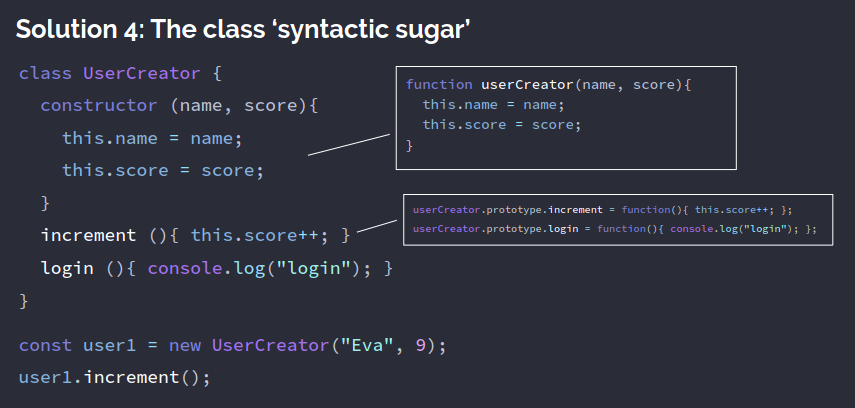 Solution 4: The class ‘syntactic sugar’
class UserCreator {
constructor (name, score){
this.name = name;
this.score = score;
}
increment (){ this.score++; }
login (){ console.log("login"); }
}
const user1 = new UserCreator("Eva", 9);
user1.increment();
function userCreator(name, score){
this.name = name;
this.score = score;
}
userCreator.prototype.increment = function(){ this.score++; };
userCreator.prototype.login = function(){ console.log("login"); };